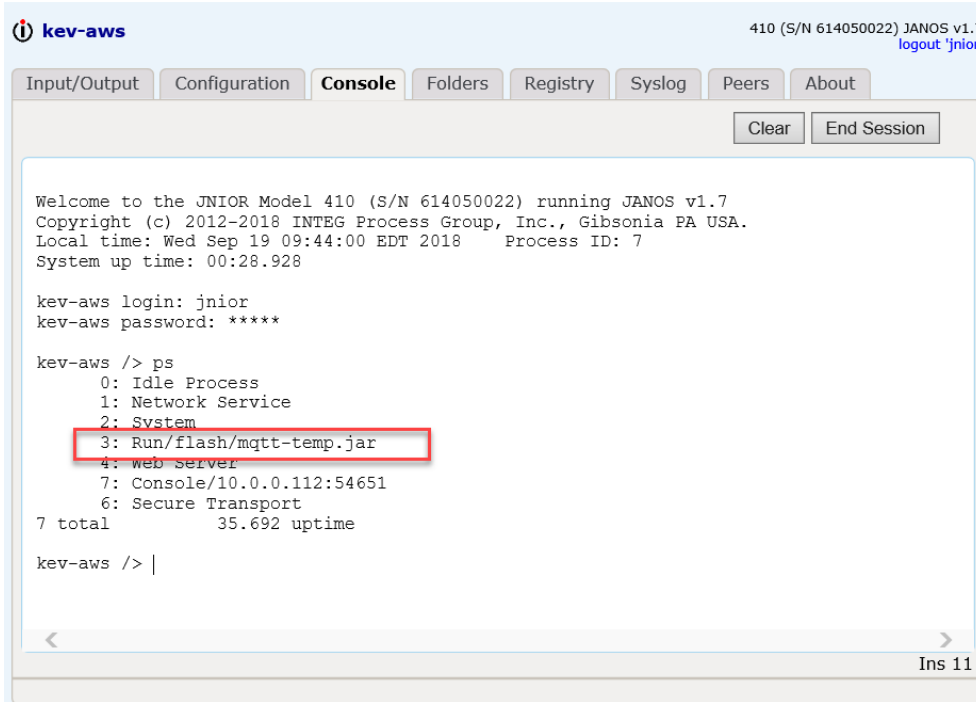 kev-aws
410 (S/N 614050022) JANOS v1.
logout 'jnior
Input/Output Configuration Console Folders Registry Syslog Peers About
Clear End Session
Welcome to the JNIOR Model 410 (S/N 614050022) running JANOS v1.7
Copyright (c) 2012-2018 INTEG Process Group, Inc., Gibsonia PA USA.
Local time: Wed Sep 19 09:44:00 EDT 2018 Process ID: 7
System up time: 00:28.928
kev-aws login: jnior
kev-aws password: *****
kev-aws /> ps
0: Idle Process
1: Network Service
2: System
3: Run/flash/mqtt-temp.jar
4: Web Server
7: Console/10.0.0.112:54651
6: Secure Transport
7 total 35.692 uptime
kev-aws />
Ins 11